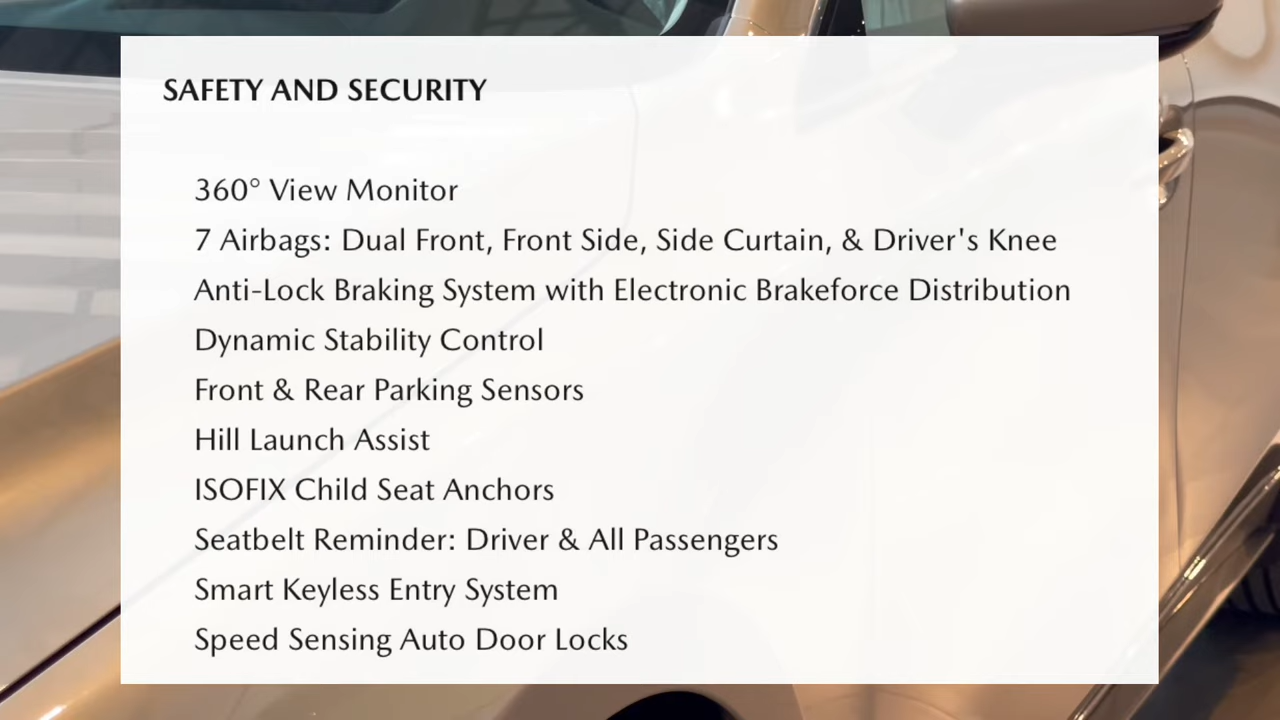 SAFETY AND SECURITY
360° View Monitor
7 Airbags: Dual Front, Front Side, Side Curtain, & Driver's Knee
Anti-Lock Braking System with Electronic Brakeforce Distribution
Dynamic Stability Control
Front & Rear Parking Sensors
Hill Launch Assist
ISOFIX Child Seat Anchors
Seatbelt Reminder: Driver & All Passengers
Smart Keyless Entry System
Speed Sensing Auto Door Locks